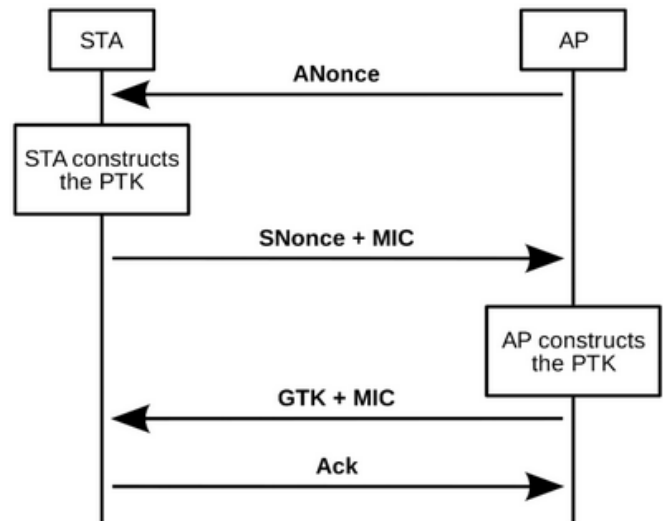 STA
AP
ANonce
STA constructs
the PTK
SNonce + MIC
AP constructs
the PTK
GTK + MIC
Ack